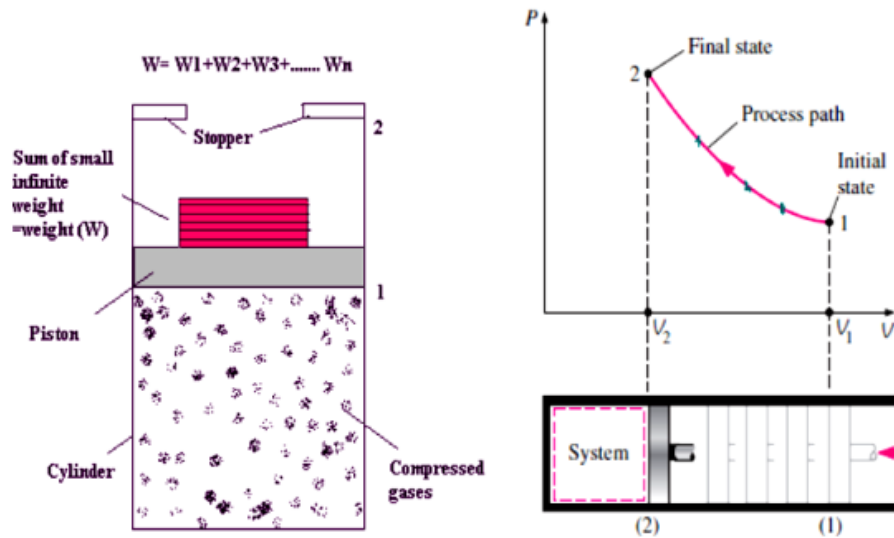 W= W1+W2+W3+....... Wn
Stopper
2
Sum of small
infinite
weight
=weight (W)
1
Piston
Cylinder
Compressed
gases
P
Final state
2
Process path
Initial
state
1
V2
V1
V
System
(2)
(1)